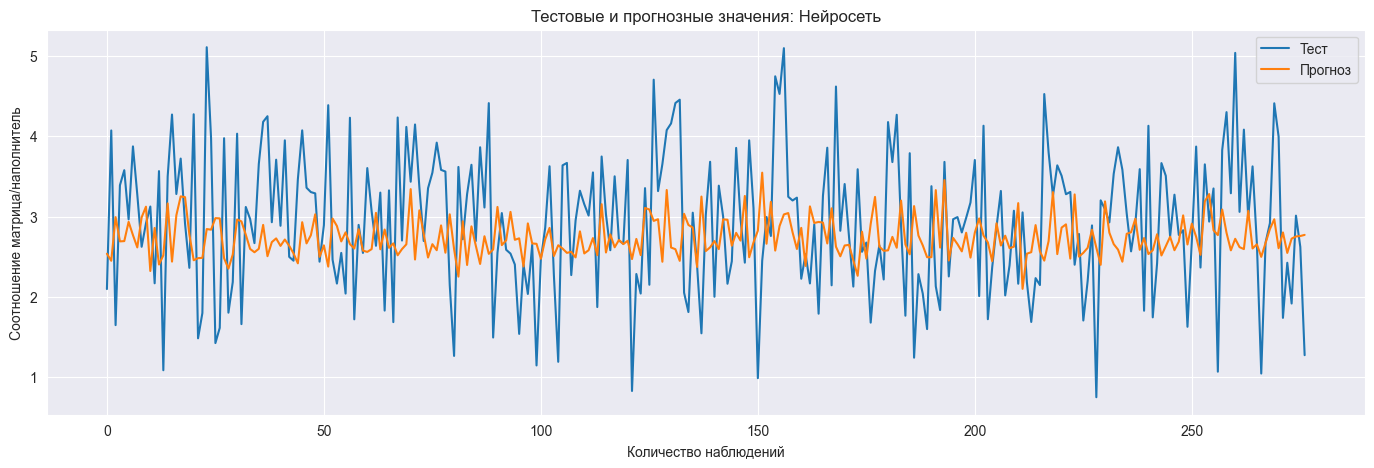 Тестовые и прогнозные значения: Нейросеть
Тест
Прогноз
Соотношение матрица/наполнитель
5
4
3
2
1
0
50
100
150
200
250
Количество наблюдений